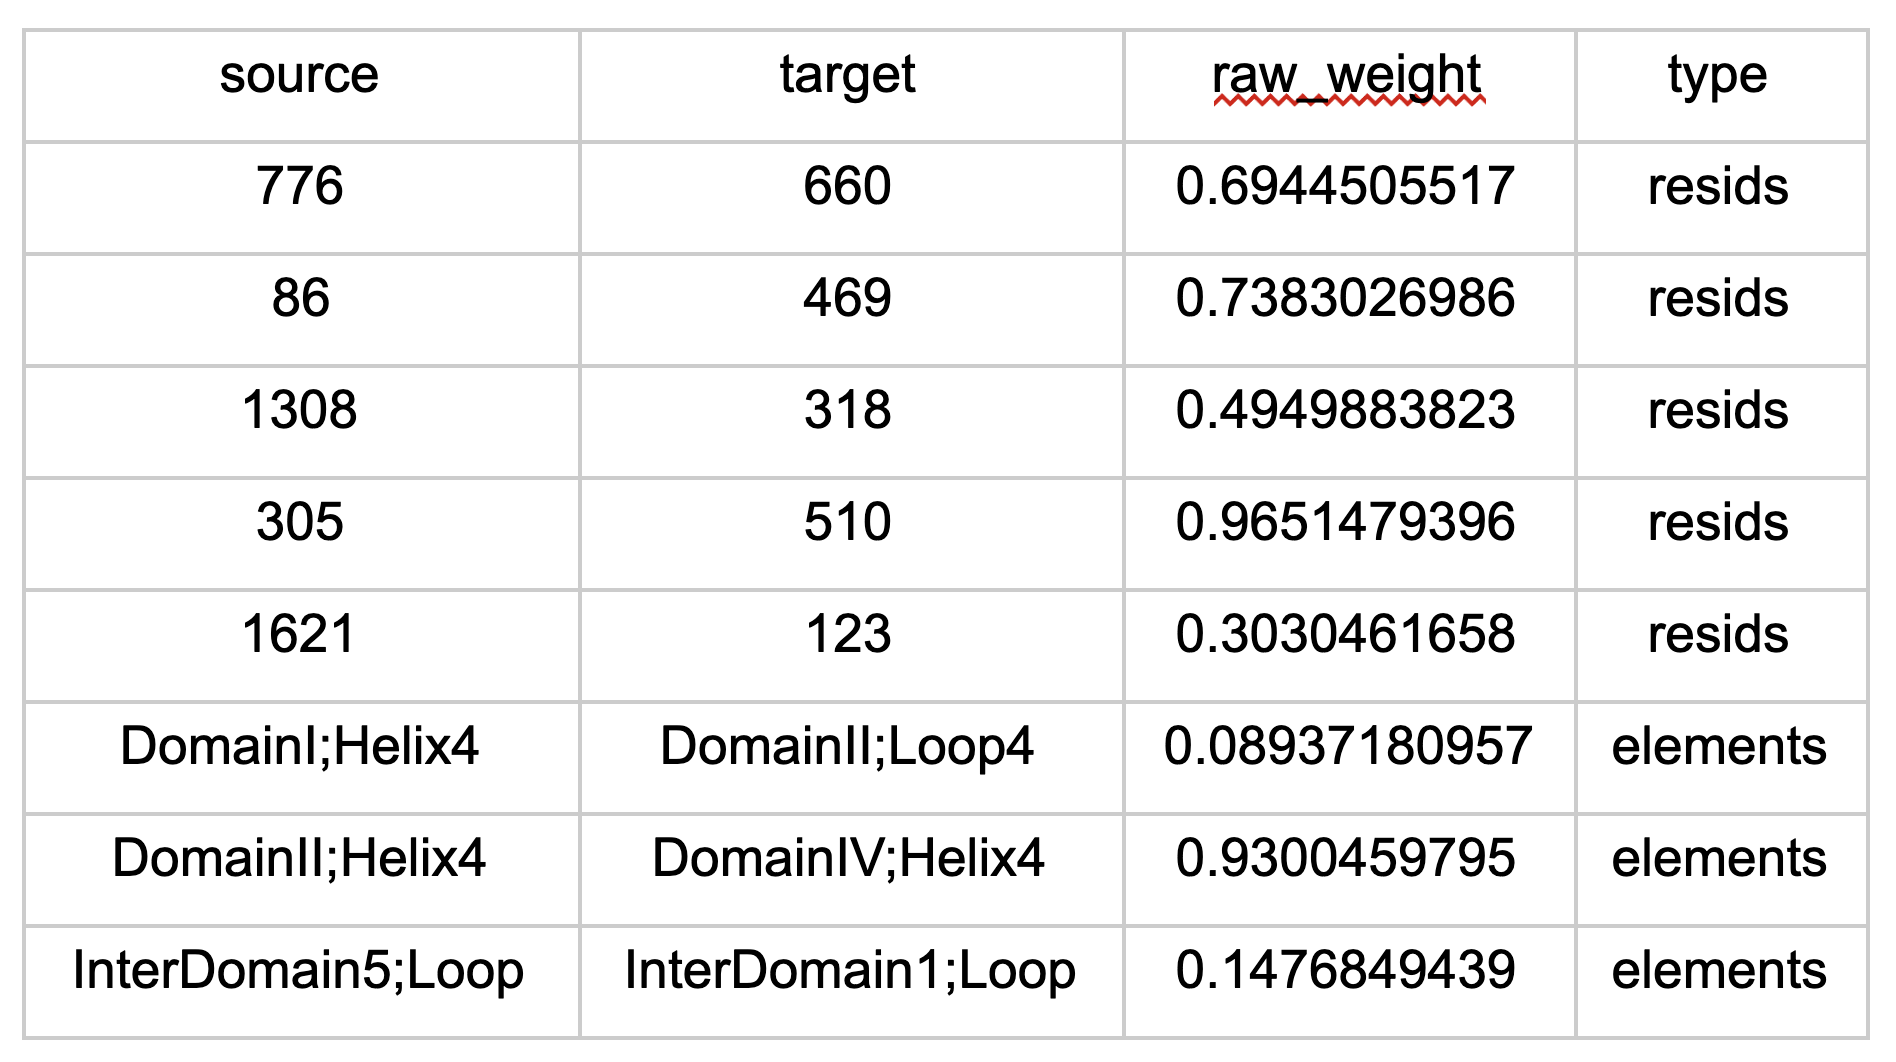 source target raw_weight type
776 660 0.6944505517 resids
86 469 0.7383026986 resids
1308 318 0.4949883823 resids
305 510 0.9651479396 resids
1621 123 0.3030461658 resids
DomainI;Helix4 DomainII;Loop4 0.08937180957 elements
DomainII;Helix4 DomainIV;Helix4 0.9300459795 elements
InterDomain5;Loop InterDomain1;Loop 0.1476849439 elements